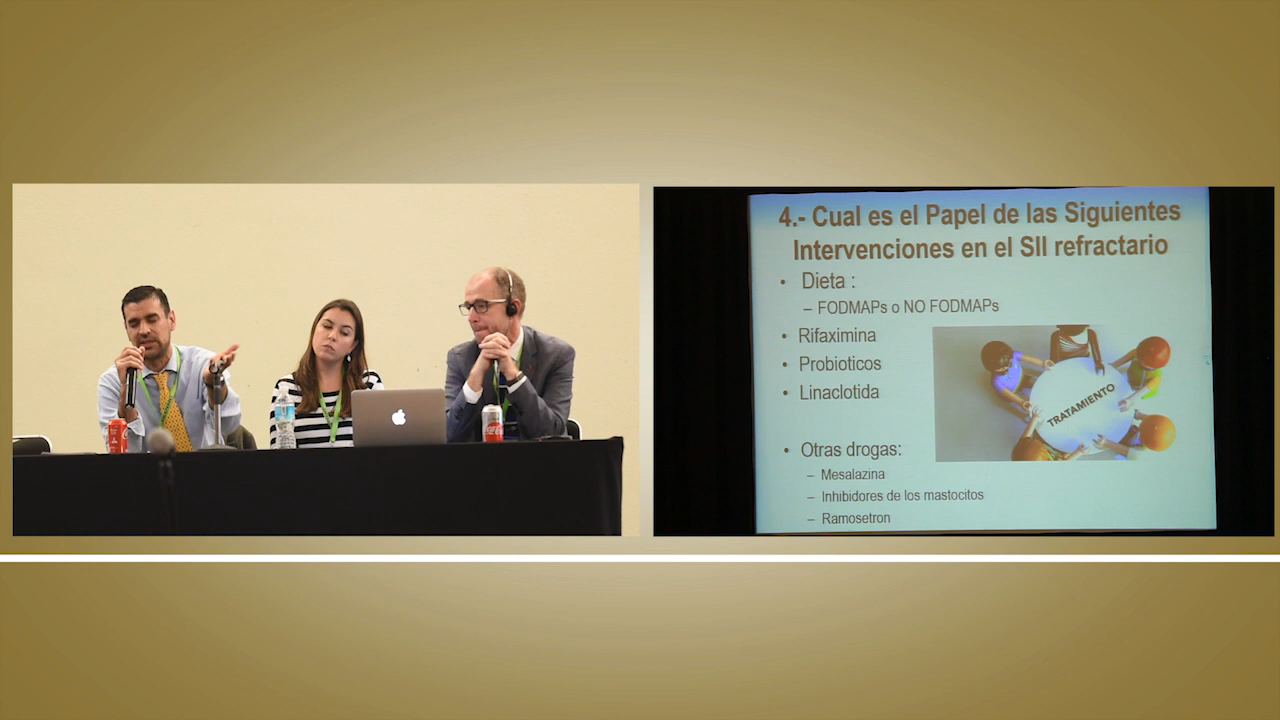 4.- Cual es el Papel de las Siguientes
Intervenciones en el SII refractario
• Dieta :
– FODMAPs o NO FODMAPs
• Rifaximina
• Probioticos
• Linaclotida
TRATAMIENTO
• Otras drogas:
– Mesalazina
– Inhibidores de los mastocitos
– Ramosetron